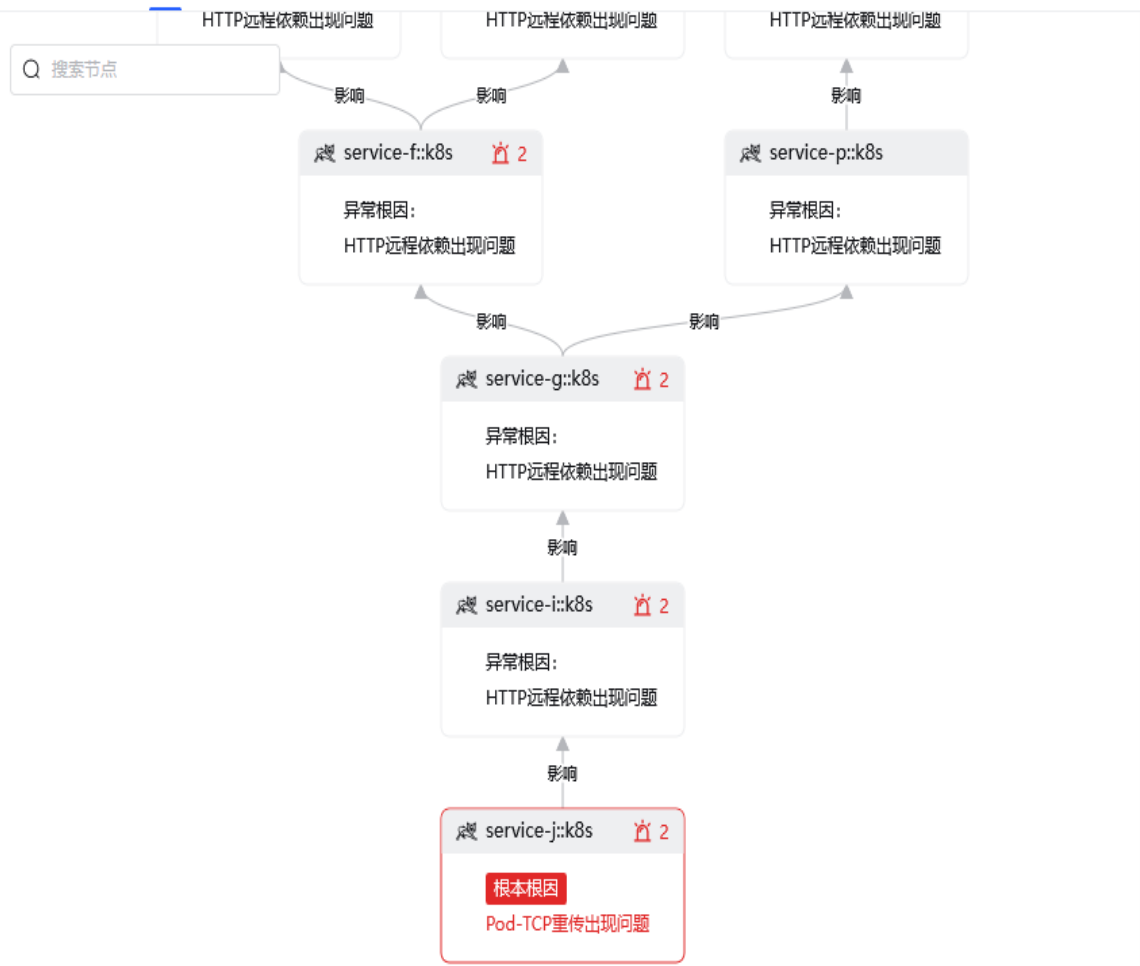 HTTP远程依赖出现问题
HTTP远程依赖出现问题
HTTP远程依赖出现问题
搜索节点
影响
影响
影响
service-f::k8s
2
service-p::k8s
异常根因:
HTTP远程依赖出现问题
异常根因:
HTTP远程依赖出现问题
影响
影响
service-g::k8s
2
异常根因:
HTTP远程依赖出现问题
影响
service-i::k8s
2
异常根因:
HTTP远程依赖出现问题
影响
service-j::k8s
2
根本根因
Pod-TCP重传出现问题